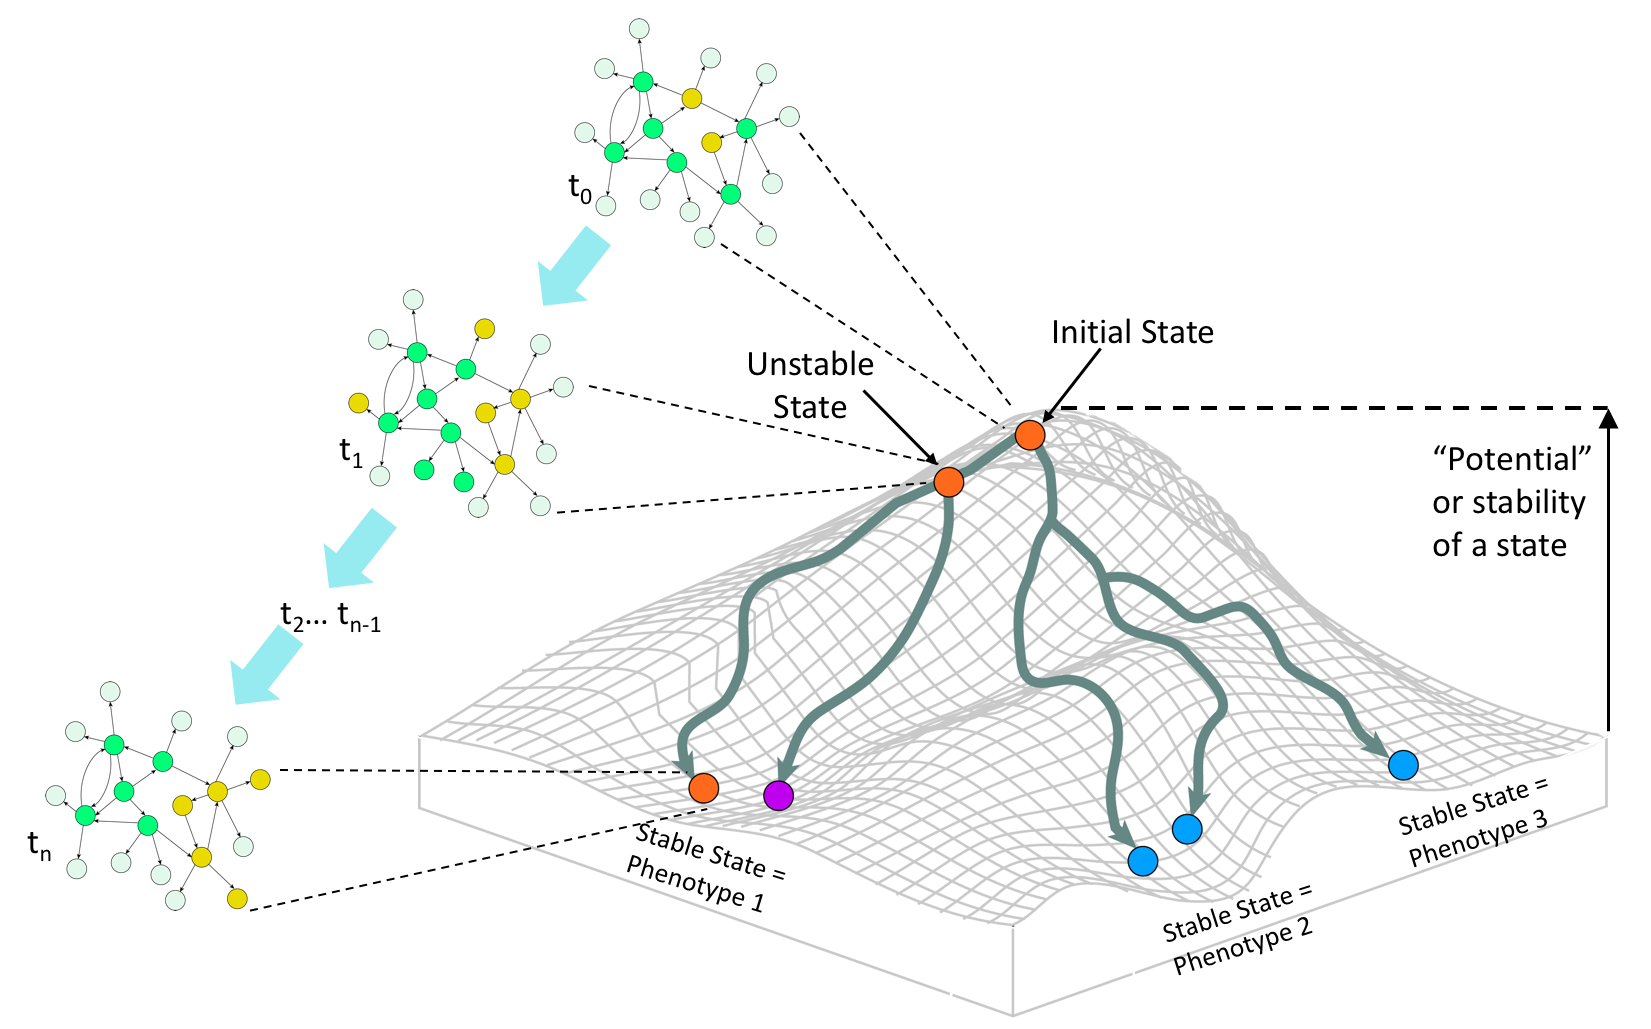 t0
t1
t2... tn-1
tn
Unstable
State
Initial State
“Potential”
or stability
of a state
Stable State =
Phenotype 1
Stable State =
Phenotype 2
Stable State =
Phenotype 3